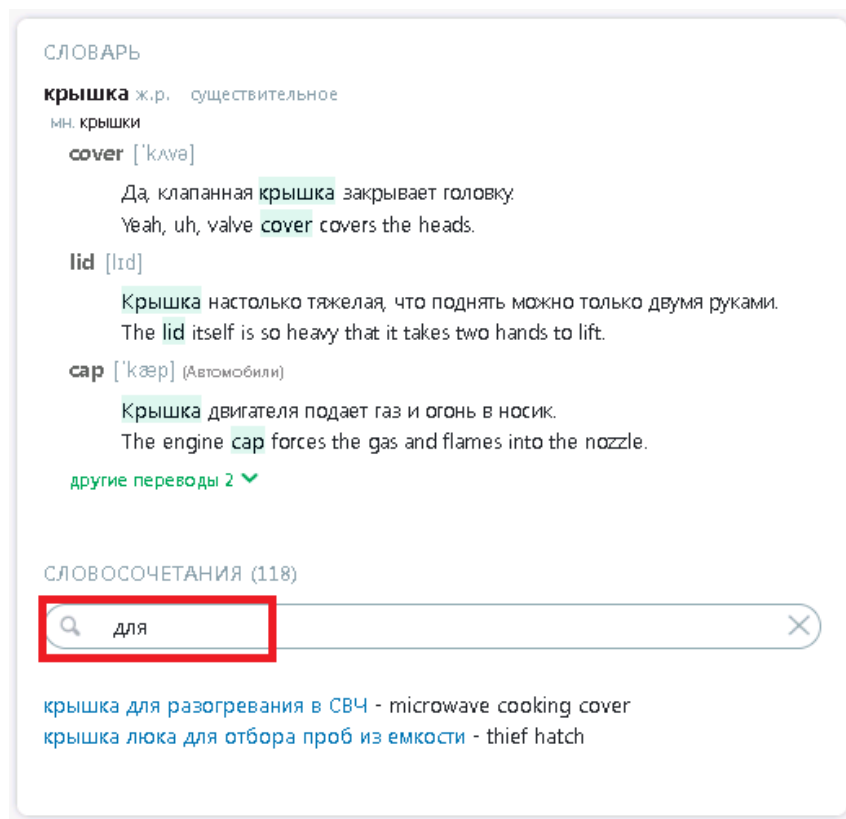 СЛОВАРЬ
крышка ж.р. существительное
мн. крышки
cover [ˈkʌvə]
Да, клапанная крышка закрывает головку.
Yeah, uh, valve cover covers the heads.
lid [lɪd]
Крышка настолько тяжелая, что поднять можно только двумя руками.
The lid itself is so heavy that it takes two hands to lift.
cap [ˈkæp] (Автомобили)
Крышка двигателя подает газ и огонь в носик.
The engine cap forces the gas and flames into the nozzle.
другие переводы 2
СЛОВОСОЧЕТАНИЯ (118)
для
крышка для разогревания в СВЧ - microwave cooking cover
крышка люка для отбора проб из емкости - thief hatch